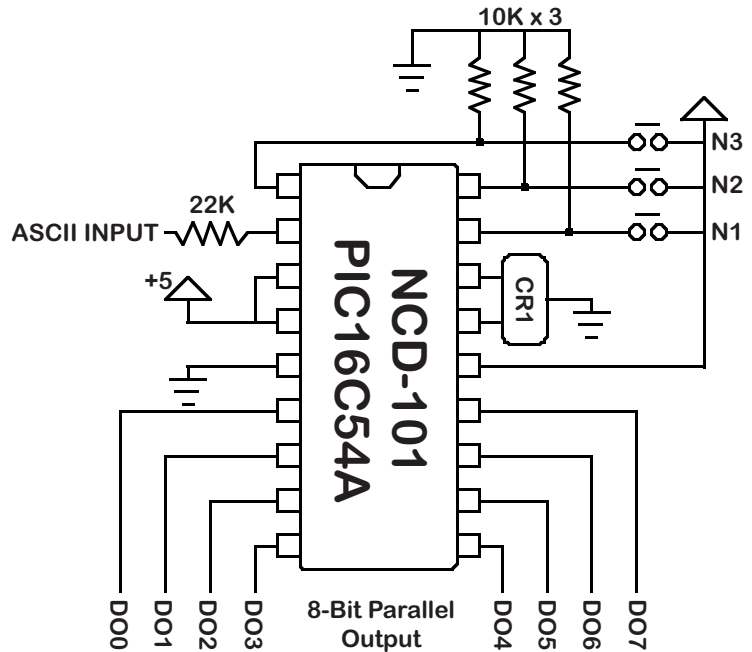 10K x 3
N3
N2
22K
ASCII INPUT
N1
+5
CR1
NCD-101
PIC16C54A
8-Bit Parallel
Output
DO0
DO1
DO2
DO3
DO4
DO5
DO6
DO7